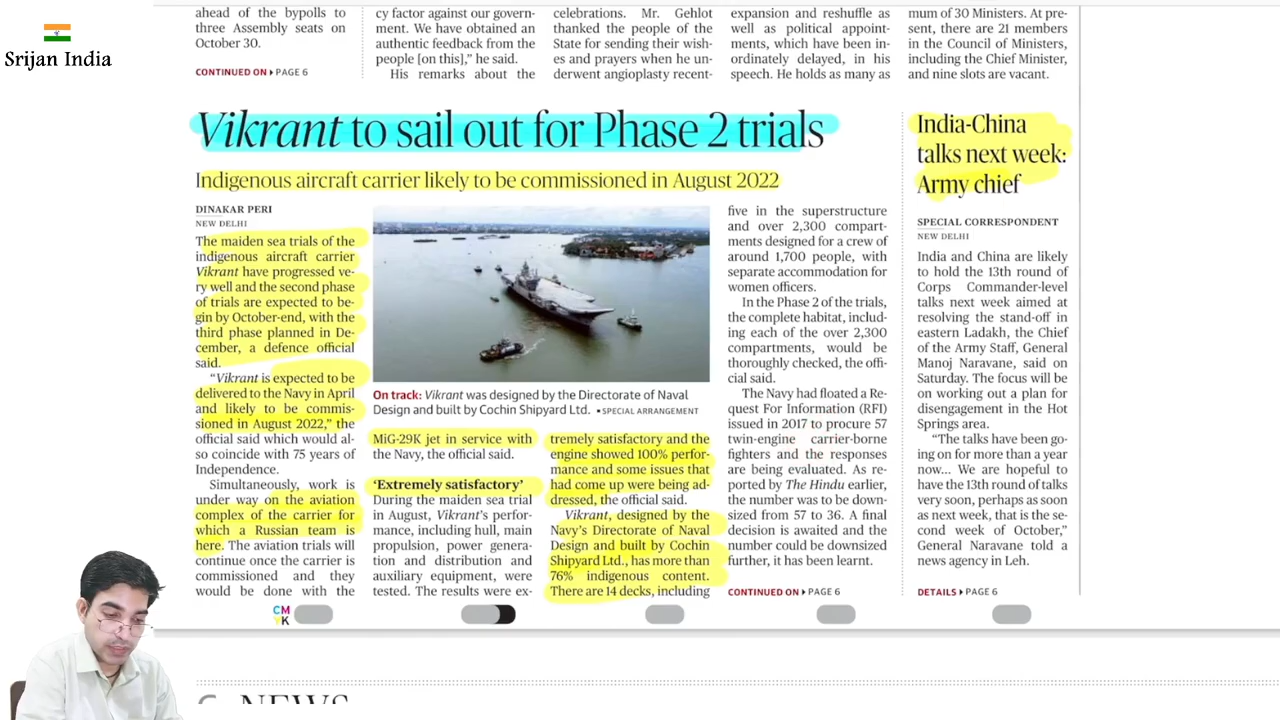 Srijan India
ahead of the bypolls to
three Assembly seats on
October 30.
CONTINUED ON PAGE 6
cy factor against our govern-
ment. We have obtained an
authentic feedback from the
people [on this],” he said.
His remarks about the
celebrations. Mr. Gehlot
thanked the people of the
State for sending their wish-
es and prayers when he un-
derwent angioplasty recent-
expansion and reshuffle as
well as political appoint-
ments, which have been in-
ordinately delayed, in his
speech. He holds as many as
mum of 30 Ministers. At pre-
sent, there are 21 members
in the Council of Ministers,
including the Chief Minister,
and nine slots are vacant.
Vikrant to sail out for Phase 2 trials
Indigenous aircraft carrier likely to be commissioned in August 2022
DINAKAR PERI
NEW DELHI
The maiden sea trials of the
indigenous aircraft carrier
Vikrant have progressed ve-
ry well and the second phase
of trials are expected to be-
gin by October-end, with the
third phase planned in De-
cember, a defence official
said.
“Vikrant is expected to be
delivered to the Navy in April
and likely to be commis-
sioned in August 2022,” the
official said which would al-
so coincide with 75 years of
Independence.
Simultaneously, work is
under way on the aviation
complex of the carrier for
which a Russian team is
here. The aviation trials will
continue once the carrier is
commissioned and they
would be done with the
On track: Vikrant was designed by the Directorate of Naval
Design and built by Cochin Shipyard Ltd. ▪SPECIAL ARRANGEMENT
MiG-29K jet in service with
the Navy, the official said.
‘Extremely satisfactory’
During the maiden sea trial
in August, Vikrant’s perfor-
mance, including hull, main
propulsion, power genera-
tion and distribution and
auxiliary equipment, were
tested. The results were ex-
tremely satisfactory and the
engine showed 100% perfor-
mance and some issues that
had come up were being ad-
dressed, the official said.
Vikrant, designed by the
Navy’s Directorate of Naval
Design and built by Cochin
Shipyard Ltd., has more than
76% indigenous content.
There are 14 decks, including
five in the superstructure
and over 2,300 compart-
ments designed for a crew of
around 1,700 people, with
separate accommodation for
women officers.
In the Phase 2 of the trials,
the complete habitat, includ-
ing each of the over 2,300
compartments, would be
thoroughly checked, the offi-
cial said.
The Navy had floated a Re-
quest For Information (RFI)
issued in 2017 to procure 57
twin-engine carrier-borne
fighters and the responses
are being evaluated. As re-
ported by The Hindu earlier,
the number was to be down-
sized from 57 to 36. A final
decision is awaited and the
number could be downsized
further, it has been learnt.
CONTINUED ON PAGE 6
India-China
talks next week:
Army chief
SPECIAL CORRESPONDENT
NEW DELHI
India and China are likely
to hold the 13th round of
Corps Commander-level
talks next week aimed at
resolving the stand-off in
eastern Ladakh, the Chief
of the Army Staff, General
Manoj Naravane, said on
Saturday. The focus will be
on working out a plan for
disengagement in the Hot
Springs area.
“The talks have been go-
ing on for more than a year
now... We are hopeful to
have the 13th round of talks
very soon, perhaps as soon
as next week, that is the se-
cond week of October,”
General Naravane told a
news agency in Leh.
DETAILS PAGE 6
CM
YK
NEWS